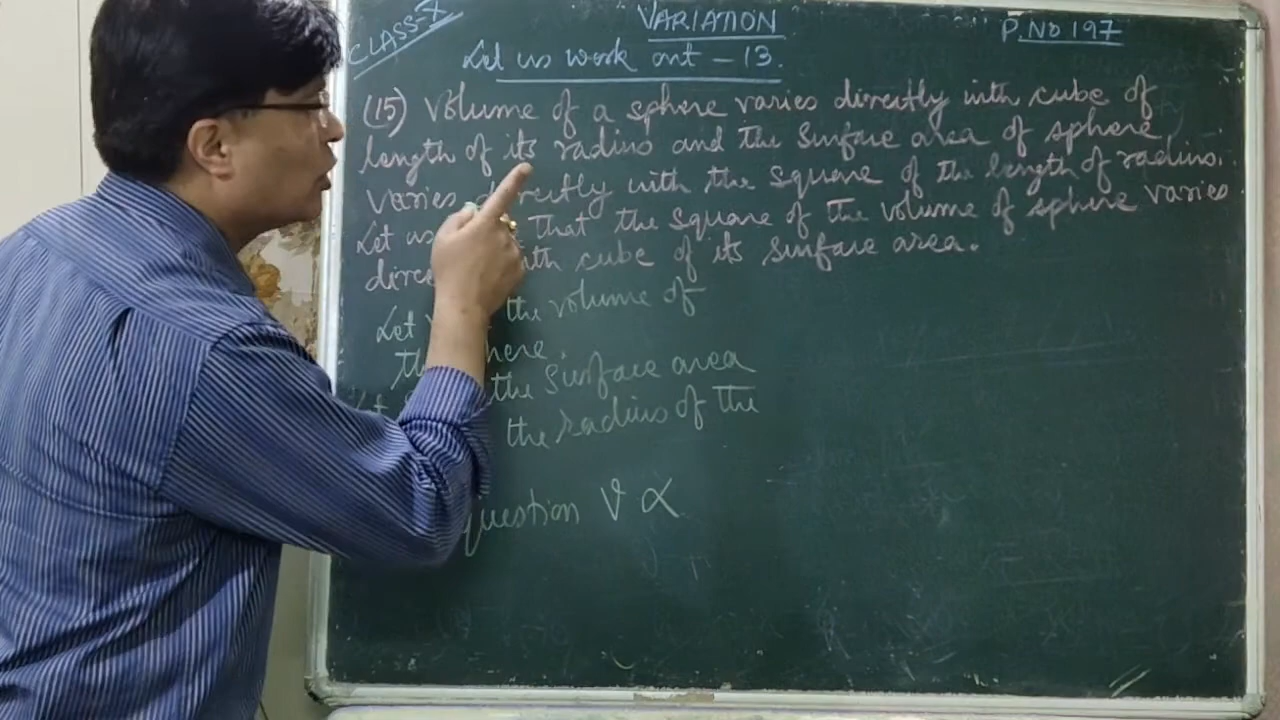 CLASS-X
VARIATION
P.NO 197
Let us work out - 13.
(15) Volume of a sphere varies directly with cube of
length of its radius and the surface area of sphere
varies directly with the square of the length of radius.
Let us that the square of the volume of sphere varies
with cube of its surface area.
Let the volume of
the surface area
the radius of the
question v ∝